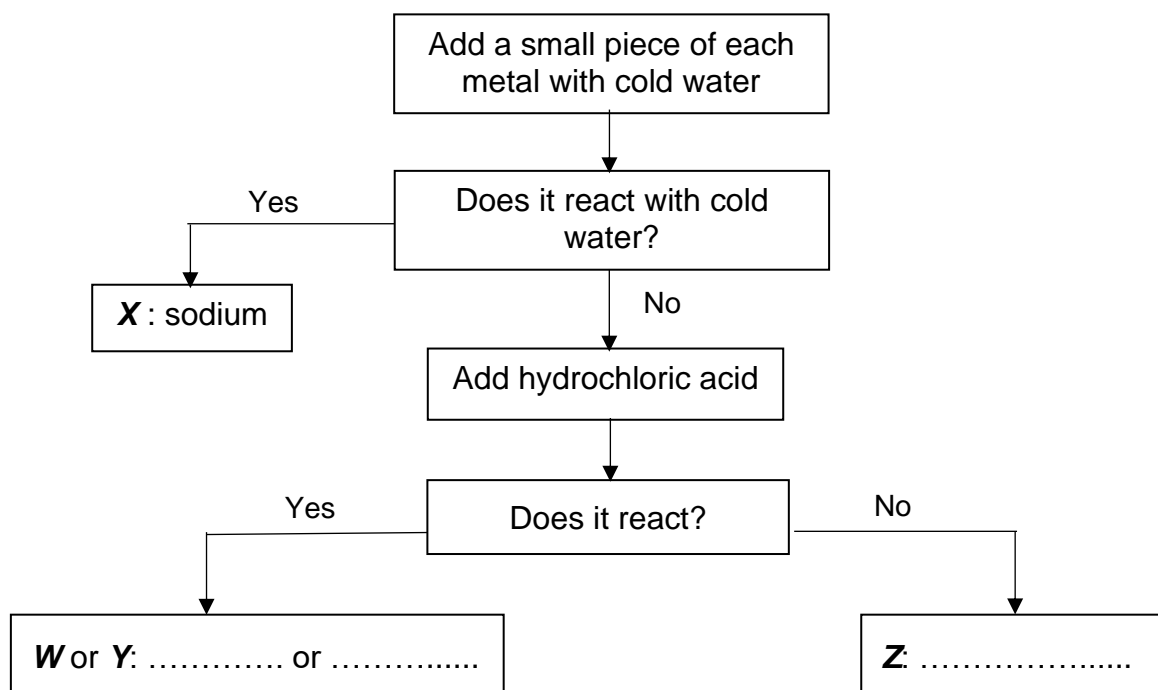 Add a small piece of each
metal with cold water
Yes
Does it react with cold
water?
X : sodium
No
Add hydrochloric acid
Yes
Does it react?
No
W or Y: …………. or ………......
Z: ……………….....